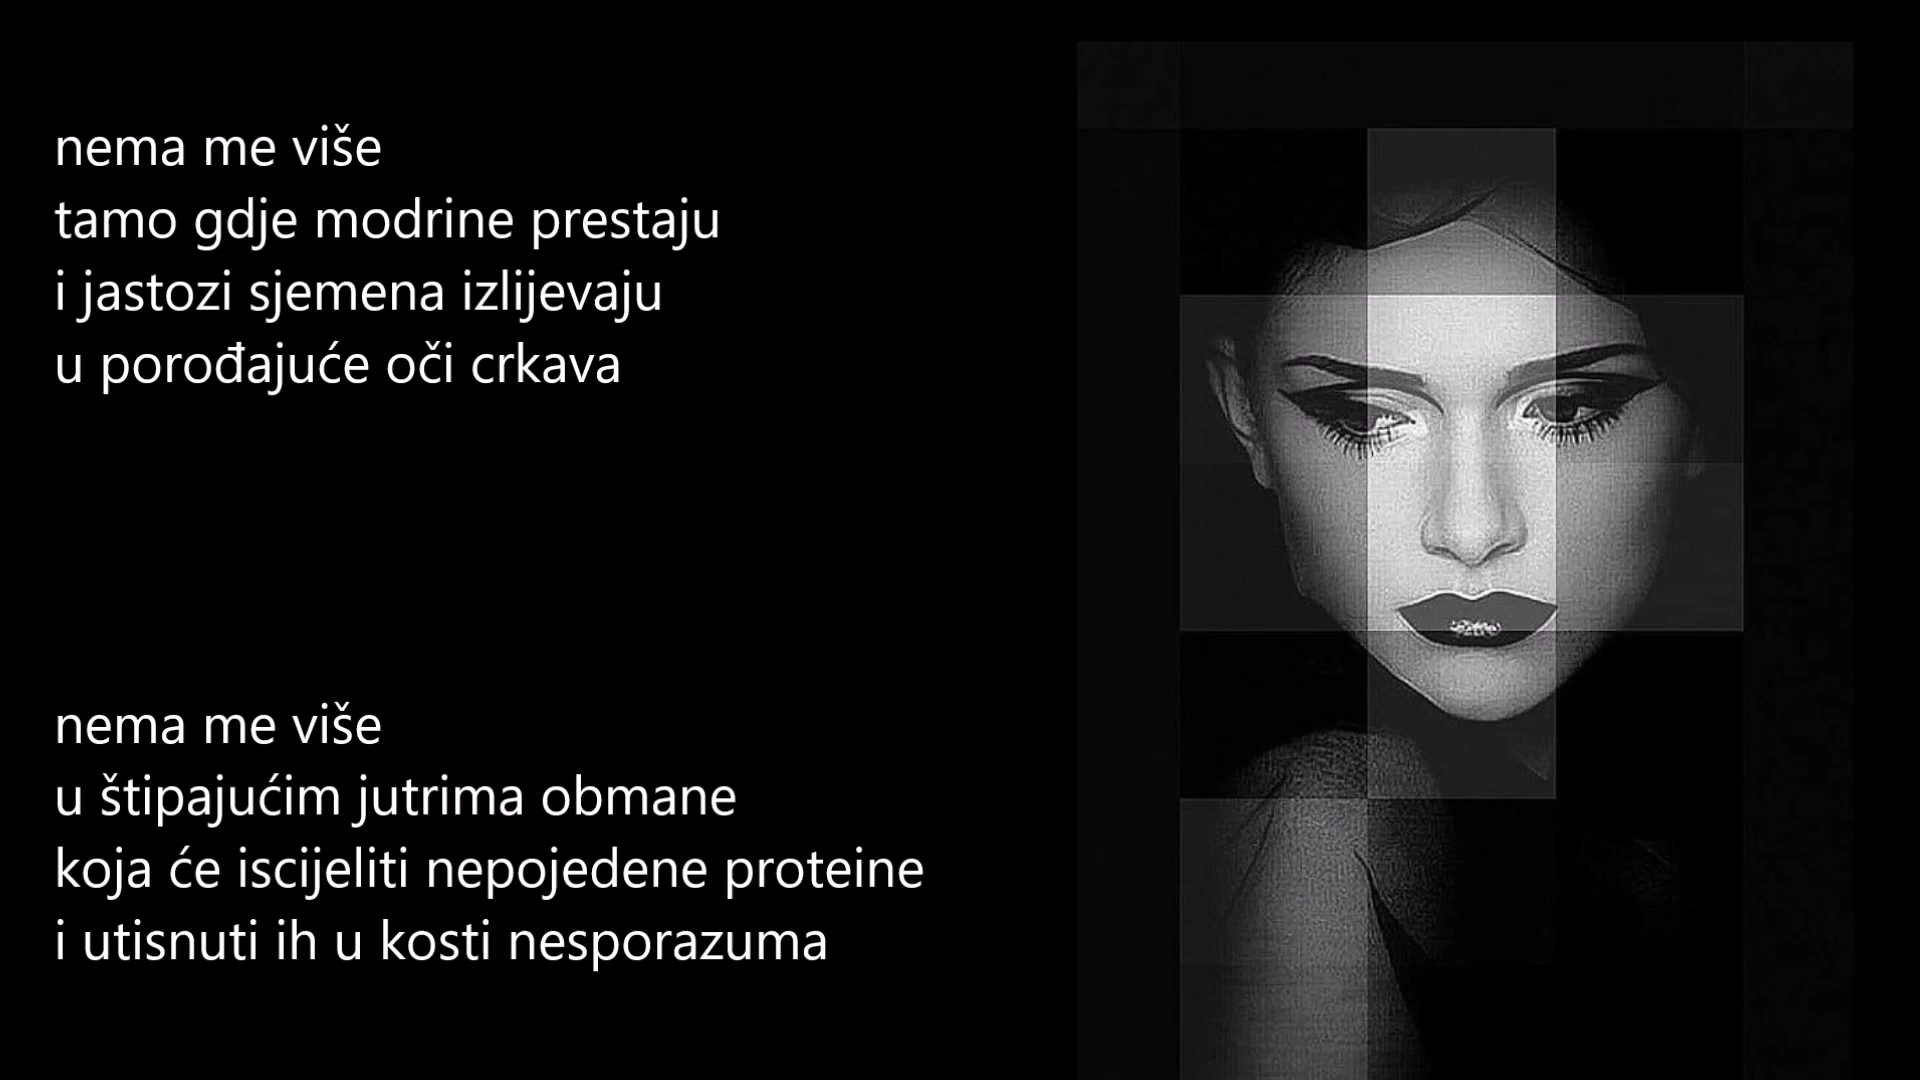 nema me više
tamo gdje modrine prestaju
i jastozi sjemena izlijevaju
u porođajuće oči crkava
nema me više
u štipajućim jutrima obmane
koja će iscijeliti nepojedene proteine
i utisnuti ih u kosti nesporazuma